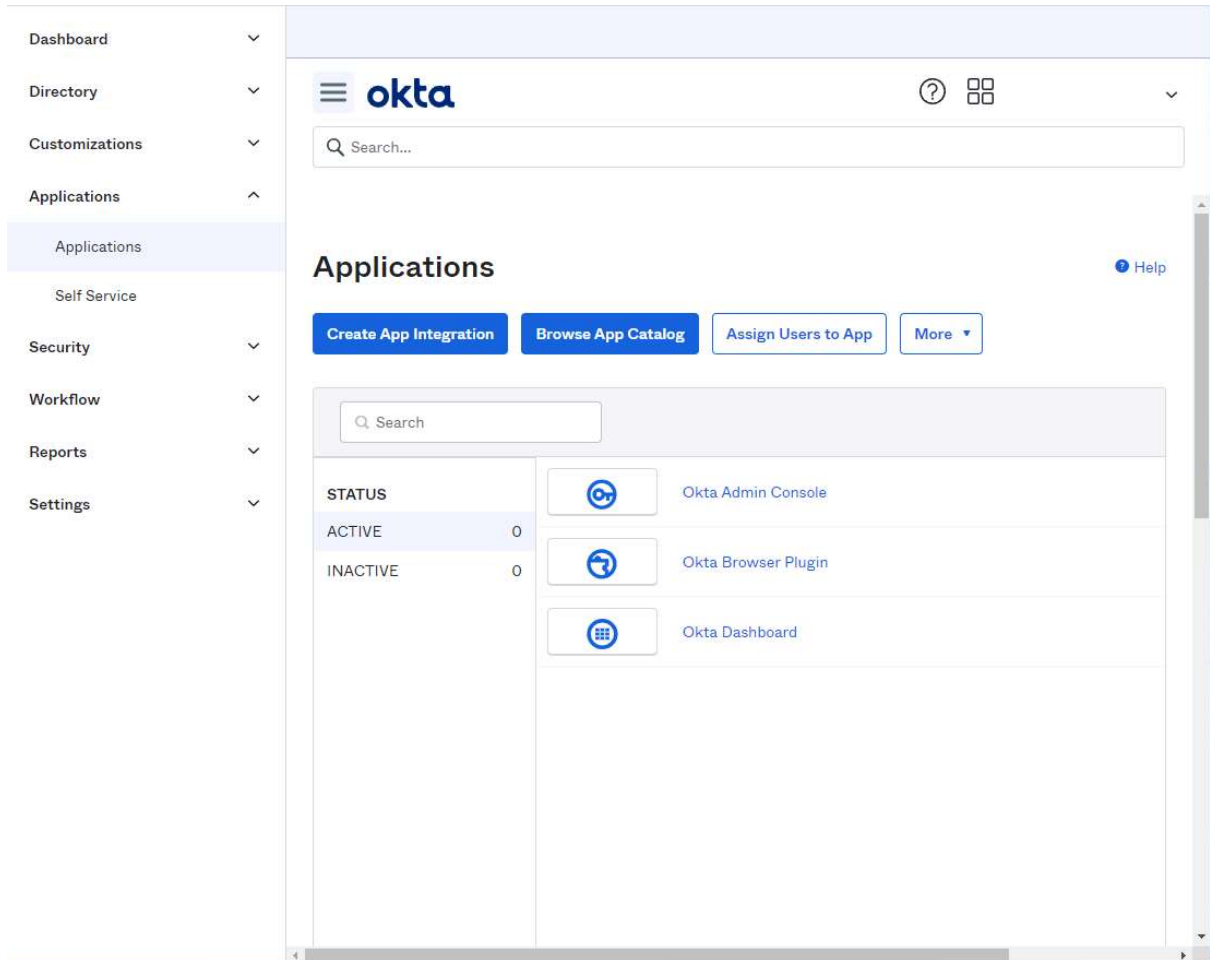 Dashboard
Directory
Customizations
Applications
Applications
Self Service
Security
Workflow
Reports
Settings
okta
Search...
Applications
Help
Create App Integration Browse App Catalog Assign Users to App More
Search
STATUS
ACTIVE 0
INACTIVE 0
Okta Admin Console
Okta Browser Plugin
Okta Dashboard